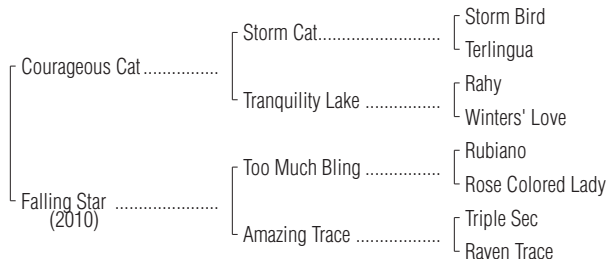 Storm Bird
Storm Cat..................
Terlingua
Courageous Cat ................
Rahy
Tranquility Lake ................
Winters' Love
Rubiano
Too Much Bling ................
Rose Colored Lady
Falling Star ......................
(2010)
Triple Sec
Amazing Trace ..................
Raven Trace